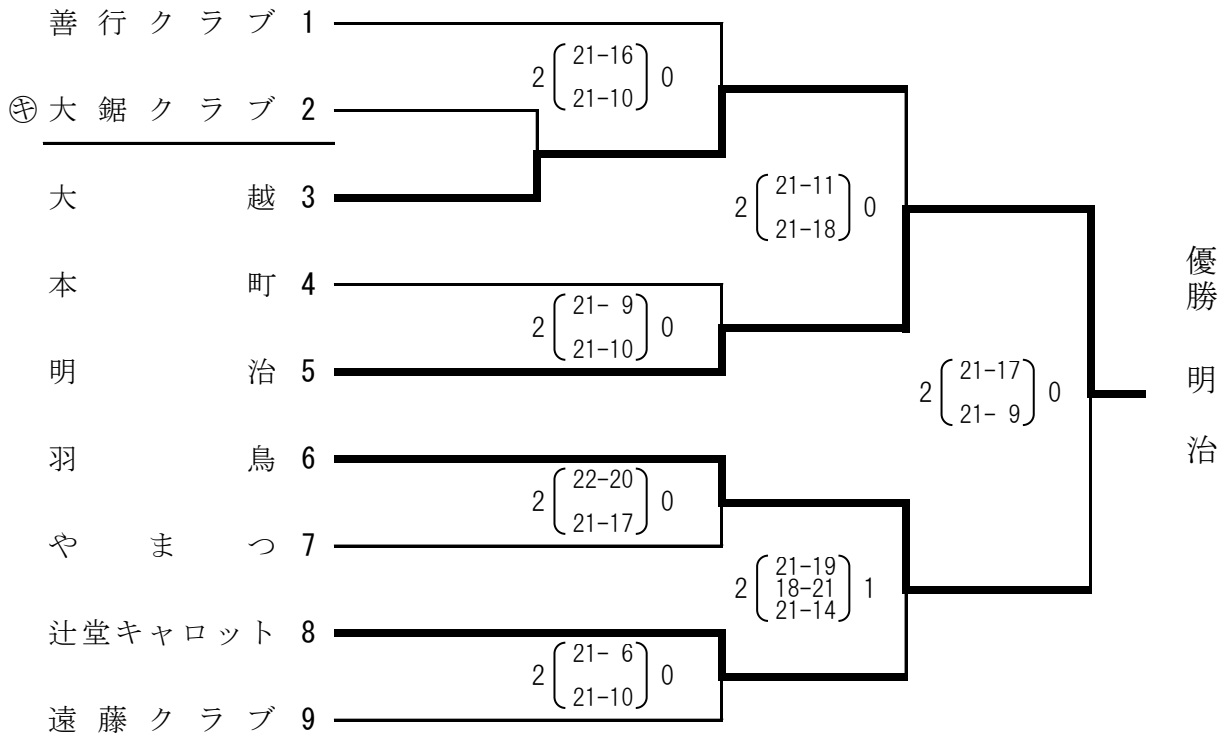 善行クラブ 1
㋖大鋸クラブ 2
大越 3
本町 4
明治 5
羽鳥 6
やまつ 7
辻堂キャロット 8
遠藤クラブ 9
2 (21-16 21-10) 0
2 (21- 9 21-10) 0
2 (22-20 21-17) 0
2 (21- 6 21-10) 0
2 (21-11 21-18) 0
2 (21-19 18-21 21-14) 1
2 (21-17 21- 9) 0
優勝 明治